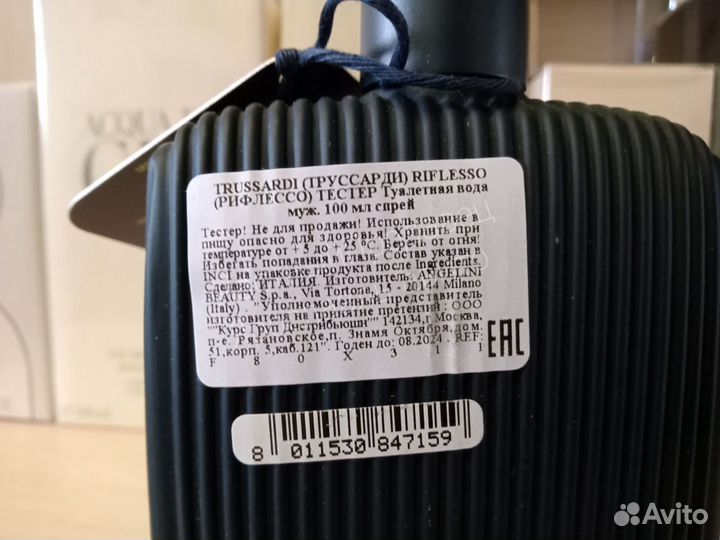 ACQUA
TRUSSARDI (ТРУССАРДИ) RIFLESSO
(РИФЛЕССО) ТЕСТЕР Туалетная вода
муж. 100 мл спрей
Тестер! Не для продажи! Использование в
пищу опасно для здоровья! Хранить при
температуре от + 5 до + 25 °С. Беречь от огня!
Избегать попадания в глаза. Состав указан в
INCI на упаковке продукта после Ingredients.
Сделано: ИТАЛИЯ. Изготовитель: ANGELINI
BEAUTY S.p.a., Via Tortona, 15 - 20144 Milano
(Italy) . "Уполномоченный представитель
изготовителя на принятие претензий : ООО
""Курс Груп Дистрибьюшн"" 142134,г Москва,
п-е. Рязановское,п. Знамя Октября,дом.
51,корп. 5,каб.121". Годен до: 08.2024 . REF:
F 8 0 X 3 1 1
EAC
8 011530 847159
Avito